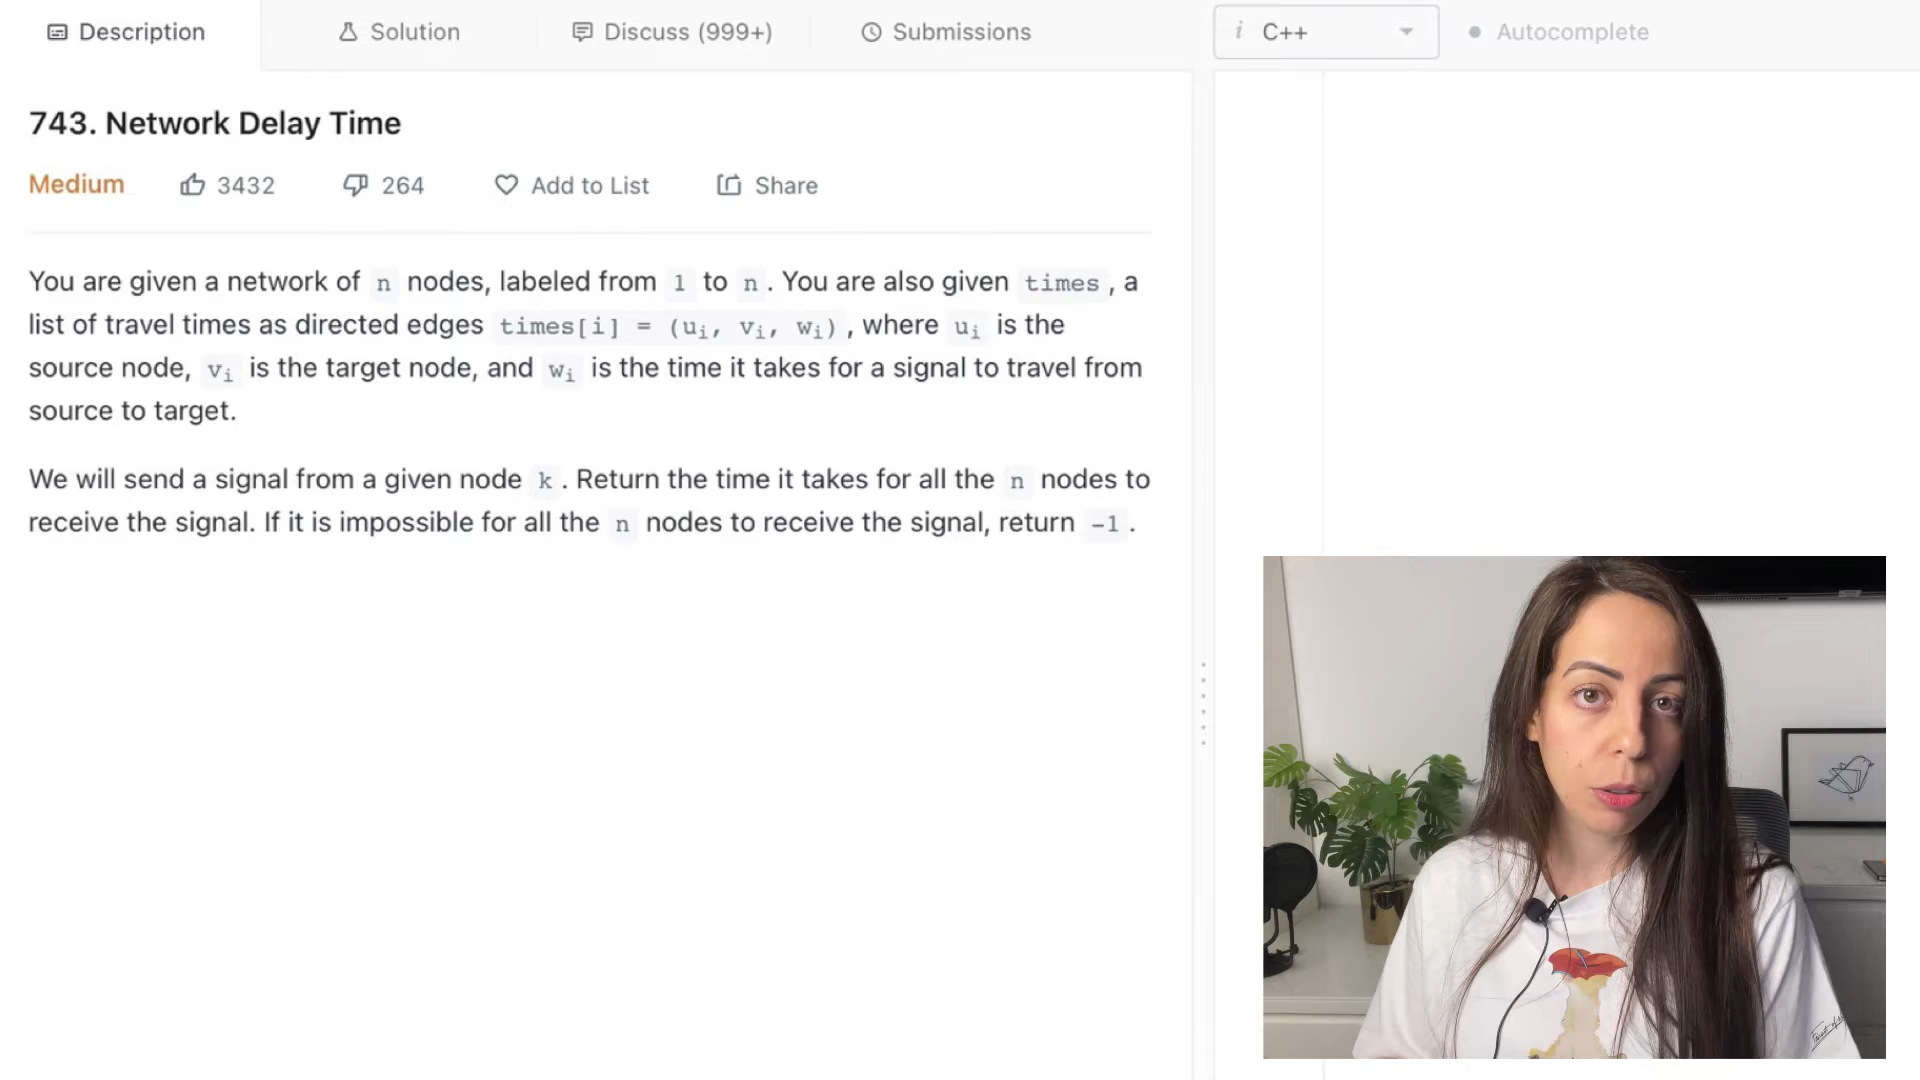 Description
Solution
Discuss (999+)
Submissions
i C++
Autocomplete
743. Network Delay Time
Medium 3432 264 Add to List Share
You are given a network of n nodes, labeled from 1 to n. You are also given times, a
list of travel times as directed edges times[i] = (ui, vi, wi), where ui is the
source node, vi is the target node, and wi is the time it takes for a signal to travel from
source to target.
We will send a signal from a given node k. Return the time it takes for all the n nodes to
receive the signal. If it is impossible for all the n nodes to receive the signal, return -1.